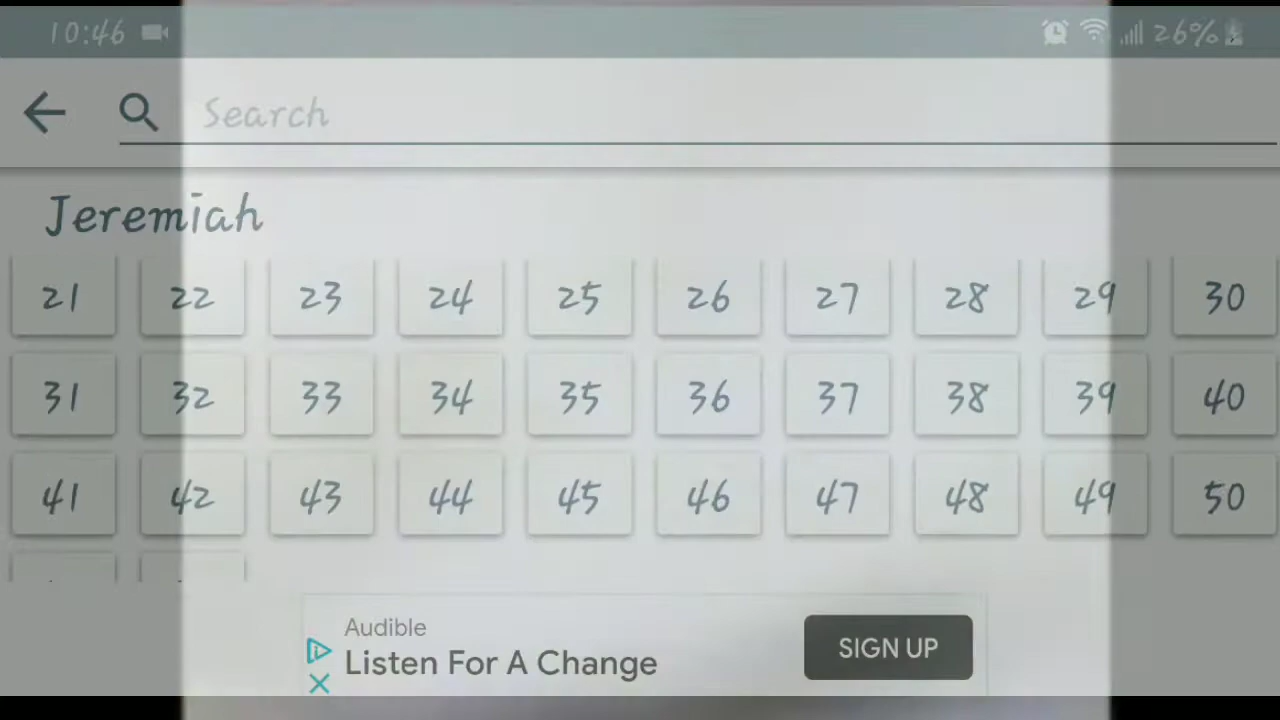 10:46 26%
Search
Jeremiah
21 22 23 24 25 26 27 28 29 30
31 32 33 34 35 36 37 38 39 40
41 42 43 44 45 46 47 48 49 50
Audible
Listen For A Change
SIGN UP